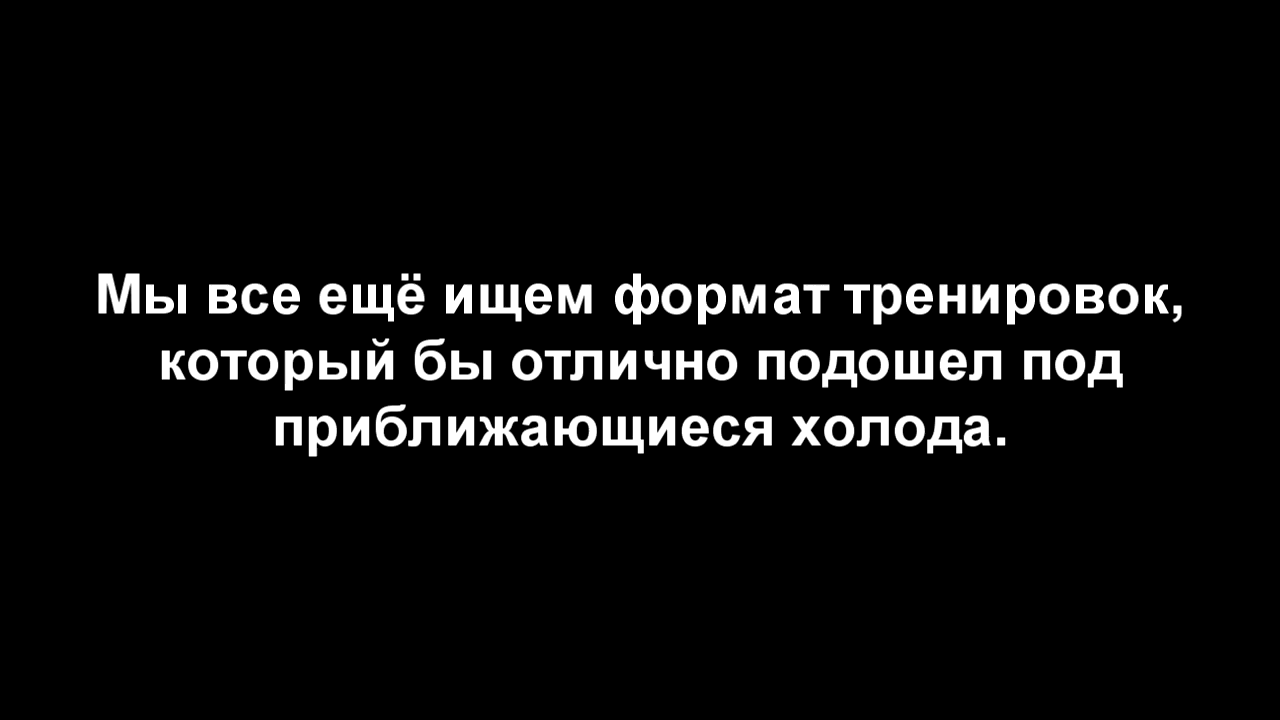 Мы все ещё ищем формат тренировок,
который бы отлично подошел под
приближающиеся холода.